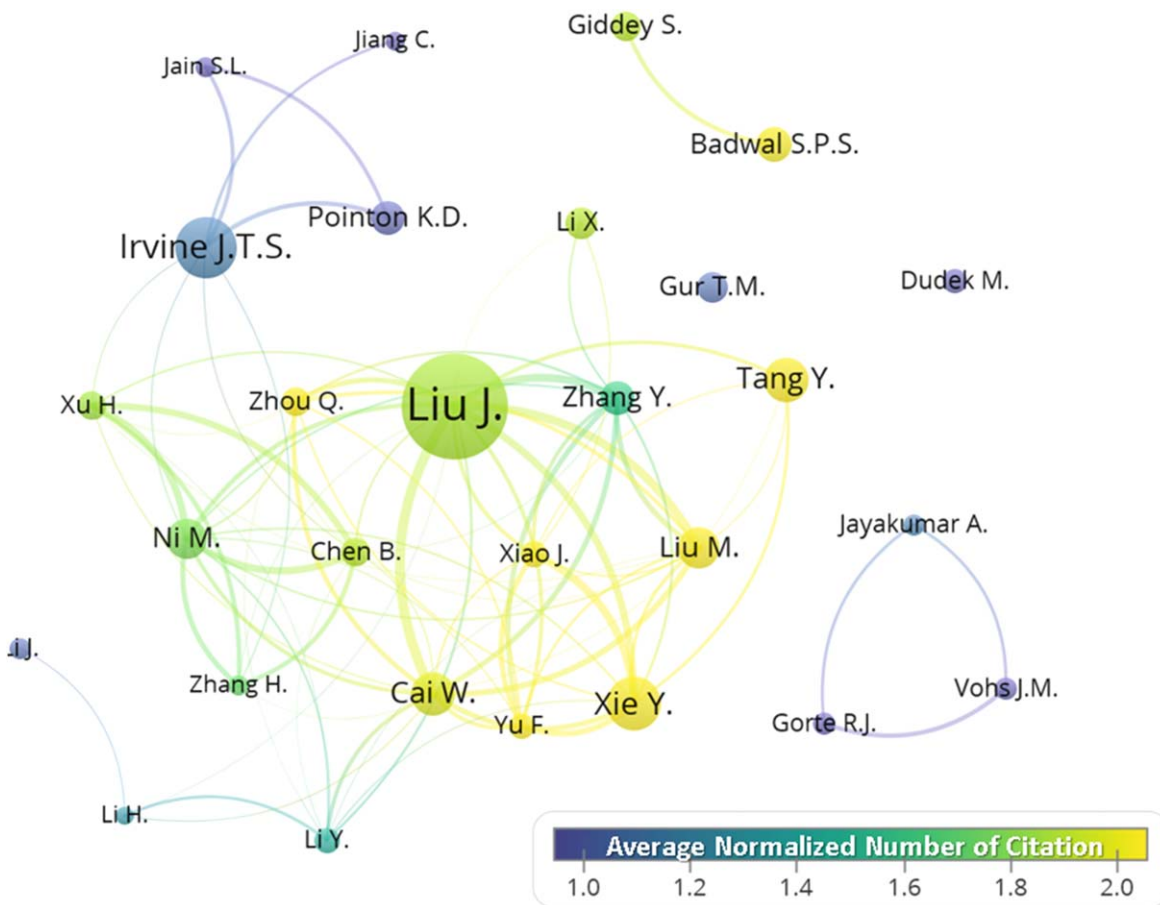 Giddey S.
Jiang C.
Jain S.L.
Badwal S.P.S.
Pointon K.D.
Li X.
Irvine J.T.S.
Dudek M.
Gur T.M.
Tang Y.
Zhang Y.
Zhou Q.
Liu J.
Xu H.
Jayakumar A.
Ni M.
Liu M.
Chen B.
Xiao J.
i J.
Zhang H.
Vohs J.M.
Cai W.
Xie Y.
Gorte R.J.
Yu F.
Li H.
Li Y.
Average Normalized Number of Citation
1.0 1.2 1.4 1.6 1.8 2.0